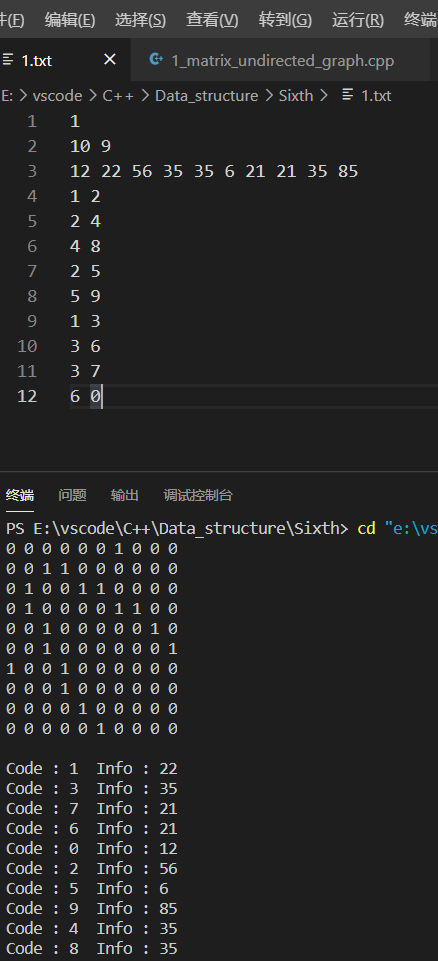 件(F) 编辑(E) 选择(S) 查看(V) 转到(G) 运行(R) 终端
1.txt 1_matrix_undirected_graph.cpp
E: > vscode > C++ > Data_structure > Sixth > 1.txt
1 1
2 10 9
3 12 22 56 35 35 6 21 21 35 85
4 1 2
5 2 4
6 4 8
7 2 5
8 5 9
9 1 3
10 3 6
11 3 7
12 6 0
终端 问题 输出 调试控制台
PS E:\vscode\C++\Data_structure\Sixth> cd "e:\vs
0 0 0 0 0 0 1 0 0 0
0 0 1 1 0 0 0 0 0 0
0 1 0 0 1 1 0 0 0 0
0 1 0 0 0 0 1 1 0 0
0 0 1 0 0 0 0 0 1 0
0 0 1 0 0 0 0 0 0 1
1 0 0 1 0 0 0 0 0 0
0 0 0 1 0 0 0 0 0 0
0 0 0 0 1 0 0 0 0 0
0 0 0 0 0 1 0 0 0 0
Code : 1 Info : 22
Code : 3 Info : 35
Code : 7 Info : 21
Code : 6 Info : 21
Code : 0 Info : 12
Code : 2 Info : 56
Code : 5 Info : 6
Code : 9 Info : 85
Code : 4 Info : 35
Code : 8 Info : 35